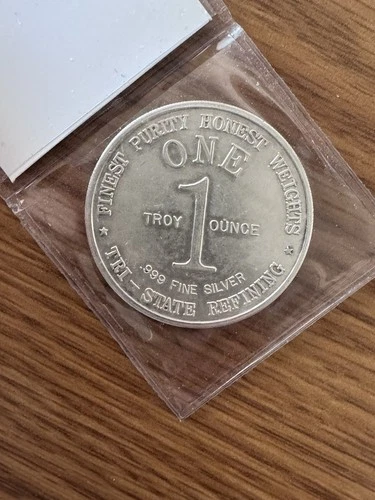 ★ FINEST PURITY HONEST WEIGHTS ★
ONE
1
TROY OUNCE
.999 FINE SILVER
TRI-STATE REFINING